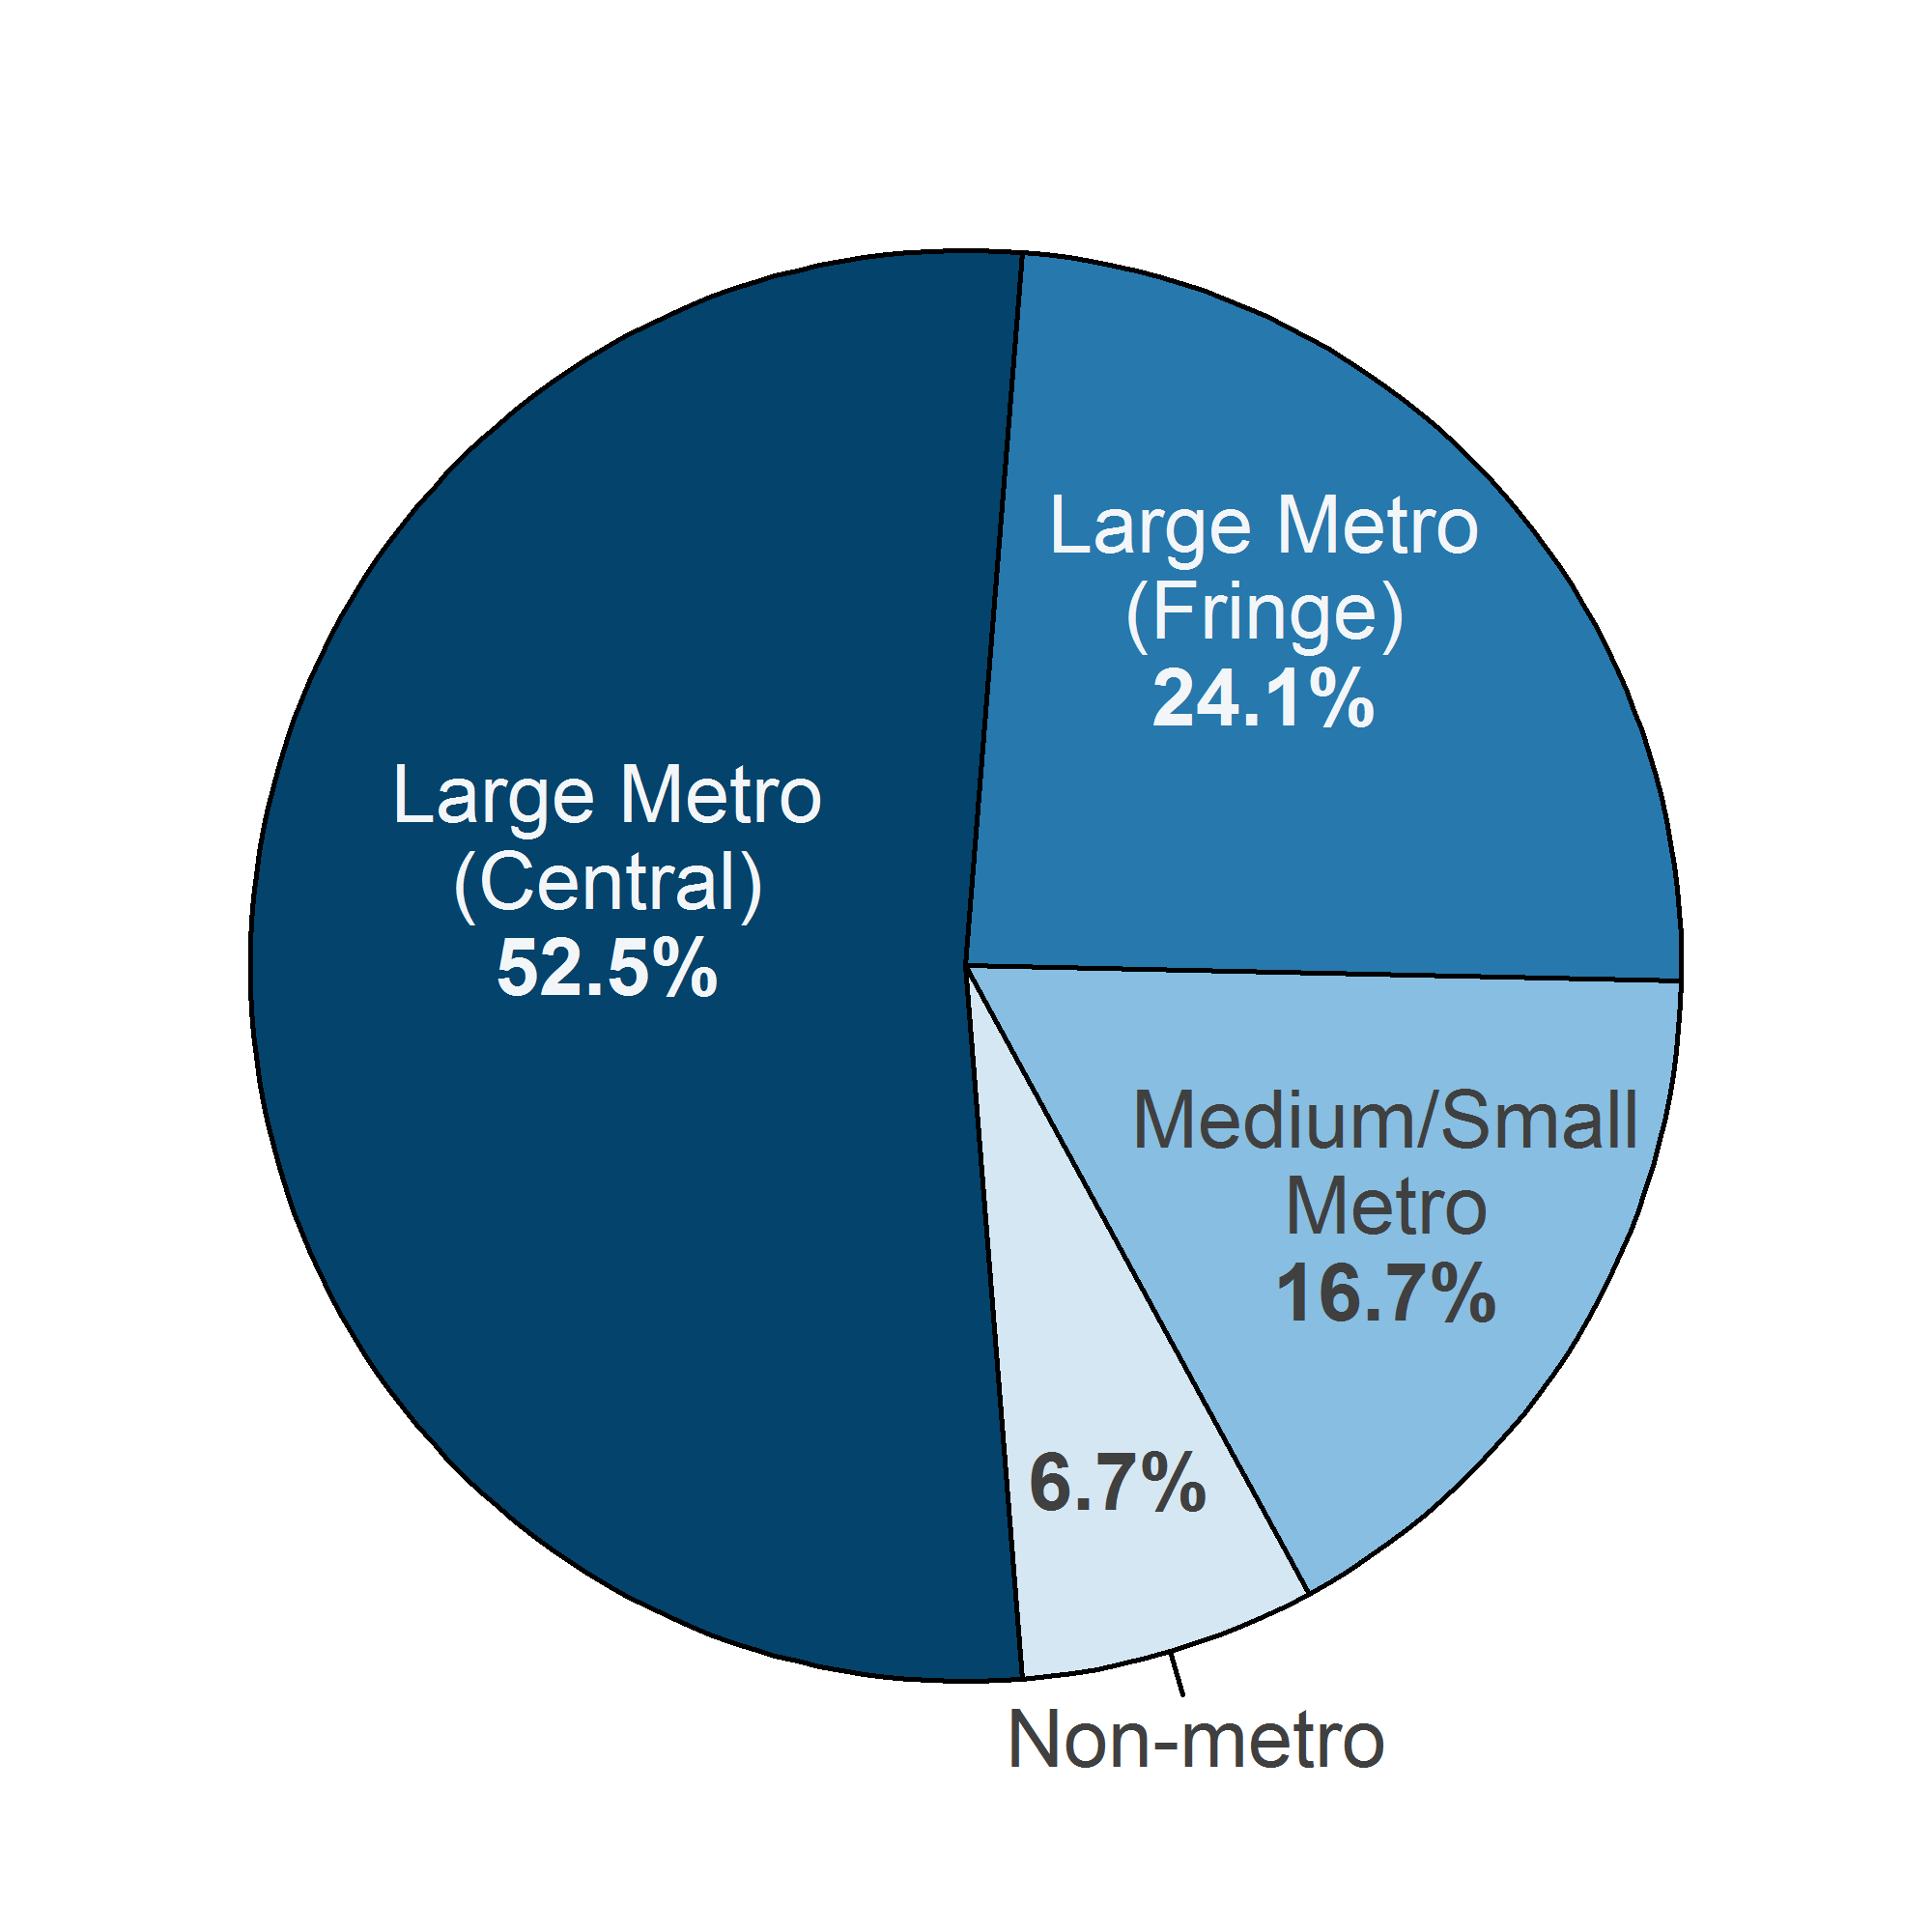 Large Metro
(Fringe)
24.1%
Large Metro
(Central)
52.5%
Medium/Small
Metro
16.7%
6.7%
Non-metro